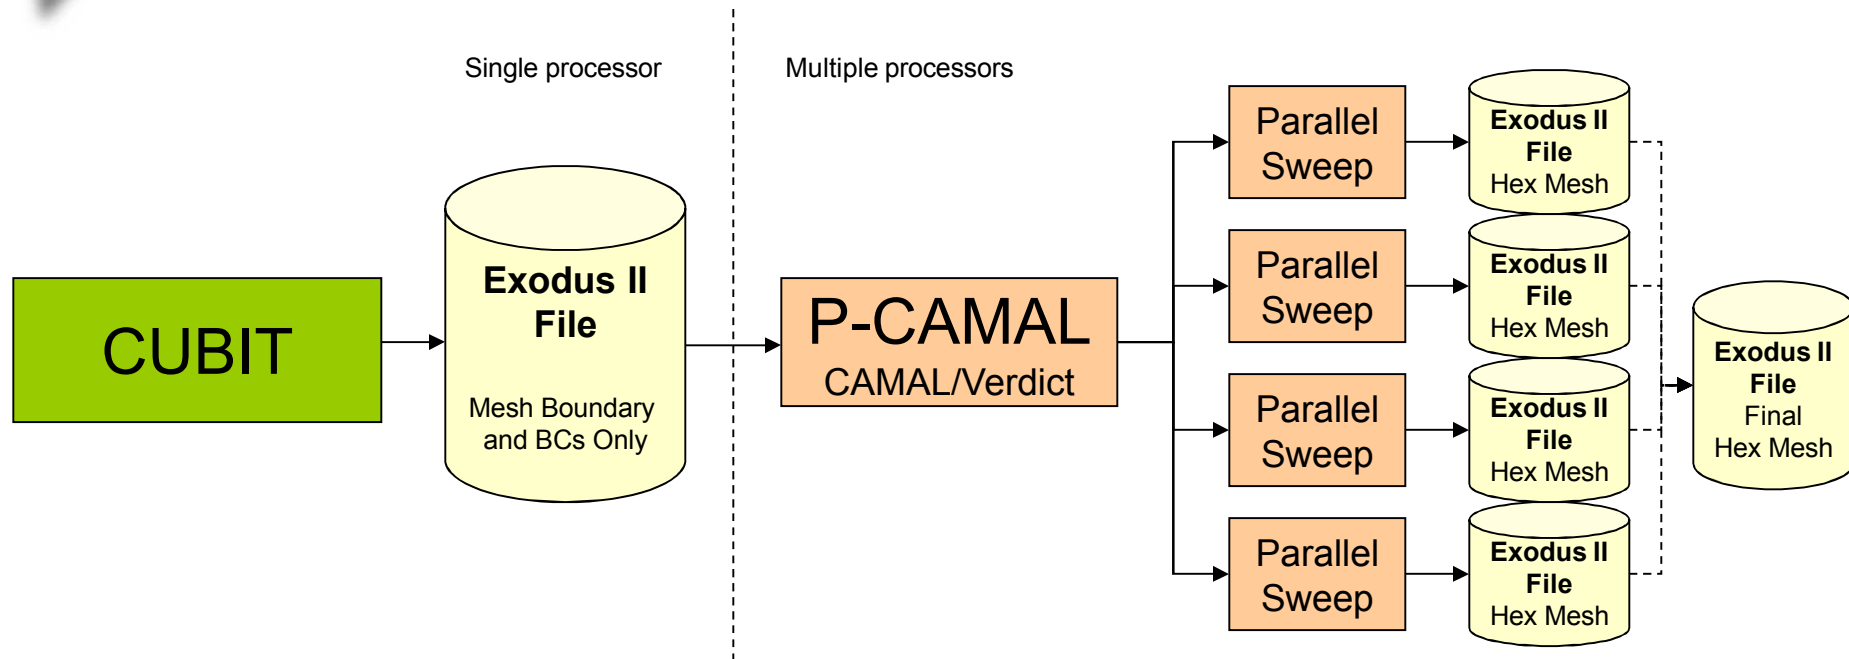 Single processor
Multiple processors
CUBIT
Exodus II
File
Mesh Boundary
and BCs Only
P-CAMAL
CAMAL/Verdict
Parallel
Sweep
Exodus II
File
Hex Mesh
Parallel
Sweep
Exodus II
File
Hex Mesh
Parallel
Sweep
Exodus II
File
Hex Mesh
Parallel
Sweep
Exodus II
File
Hex Mesh
Exodus II
File
Final
Hex Mesh